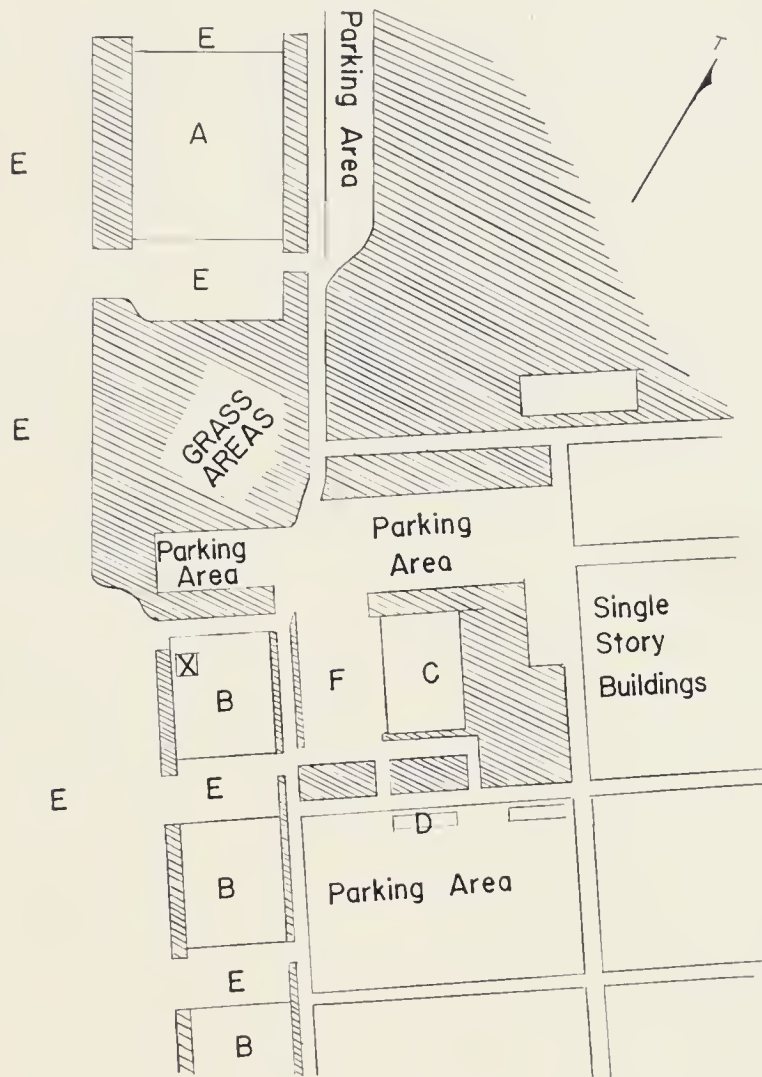 E
Parking Area
A
E
E
E
GRASS
AREAS
Parking
Area
Parking
Area
Single
Story
Buildings
X
B
F
C
E
E
D
B
Parking Area
E
B